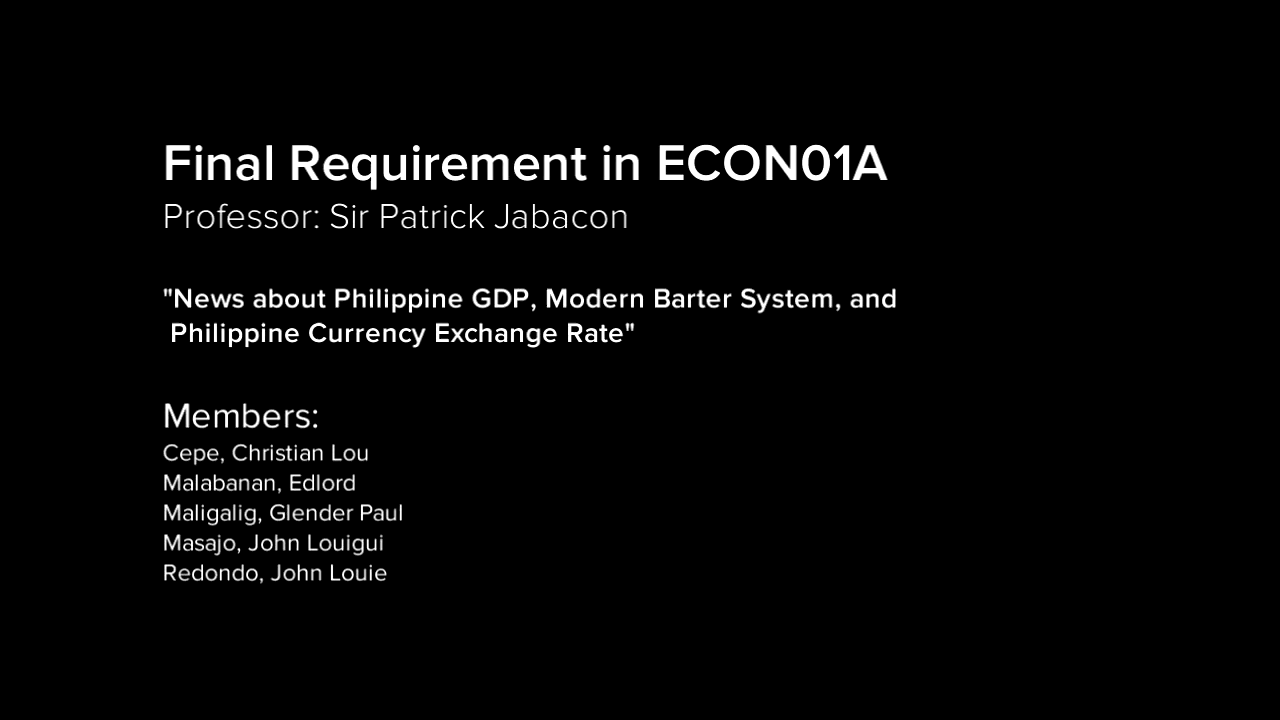 Final Requirement in ECON01A
Professor: Sir Patrick Jabacon
"News about Philippine GDP, Modern Barter System, and
Philippine Currency Exchange Rate"
Members:
Cepe, Christian Lou
Malabanan, Edlord
Maligalig, Glender Paul
Masajo, John Louigui
Redondo, John Louie